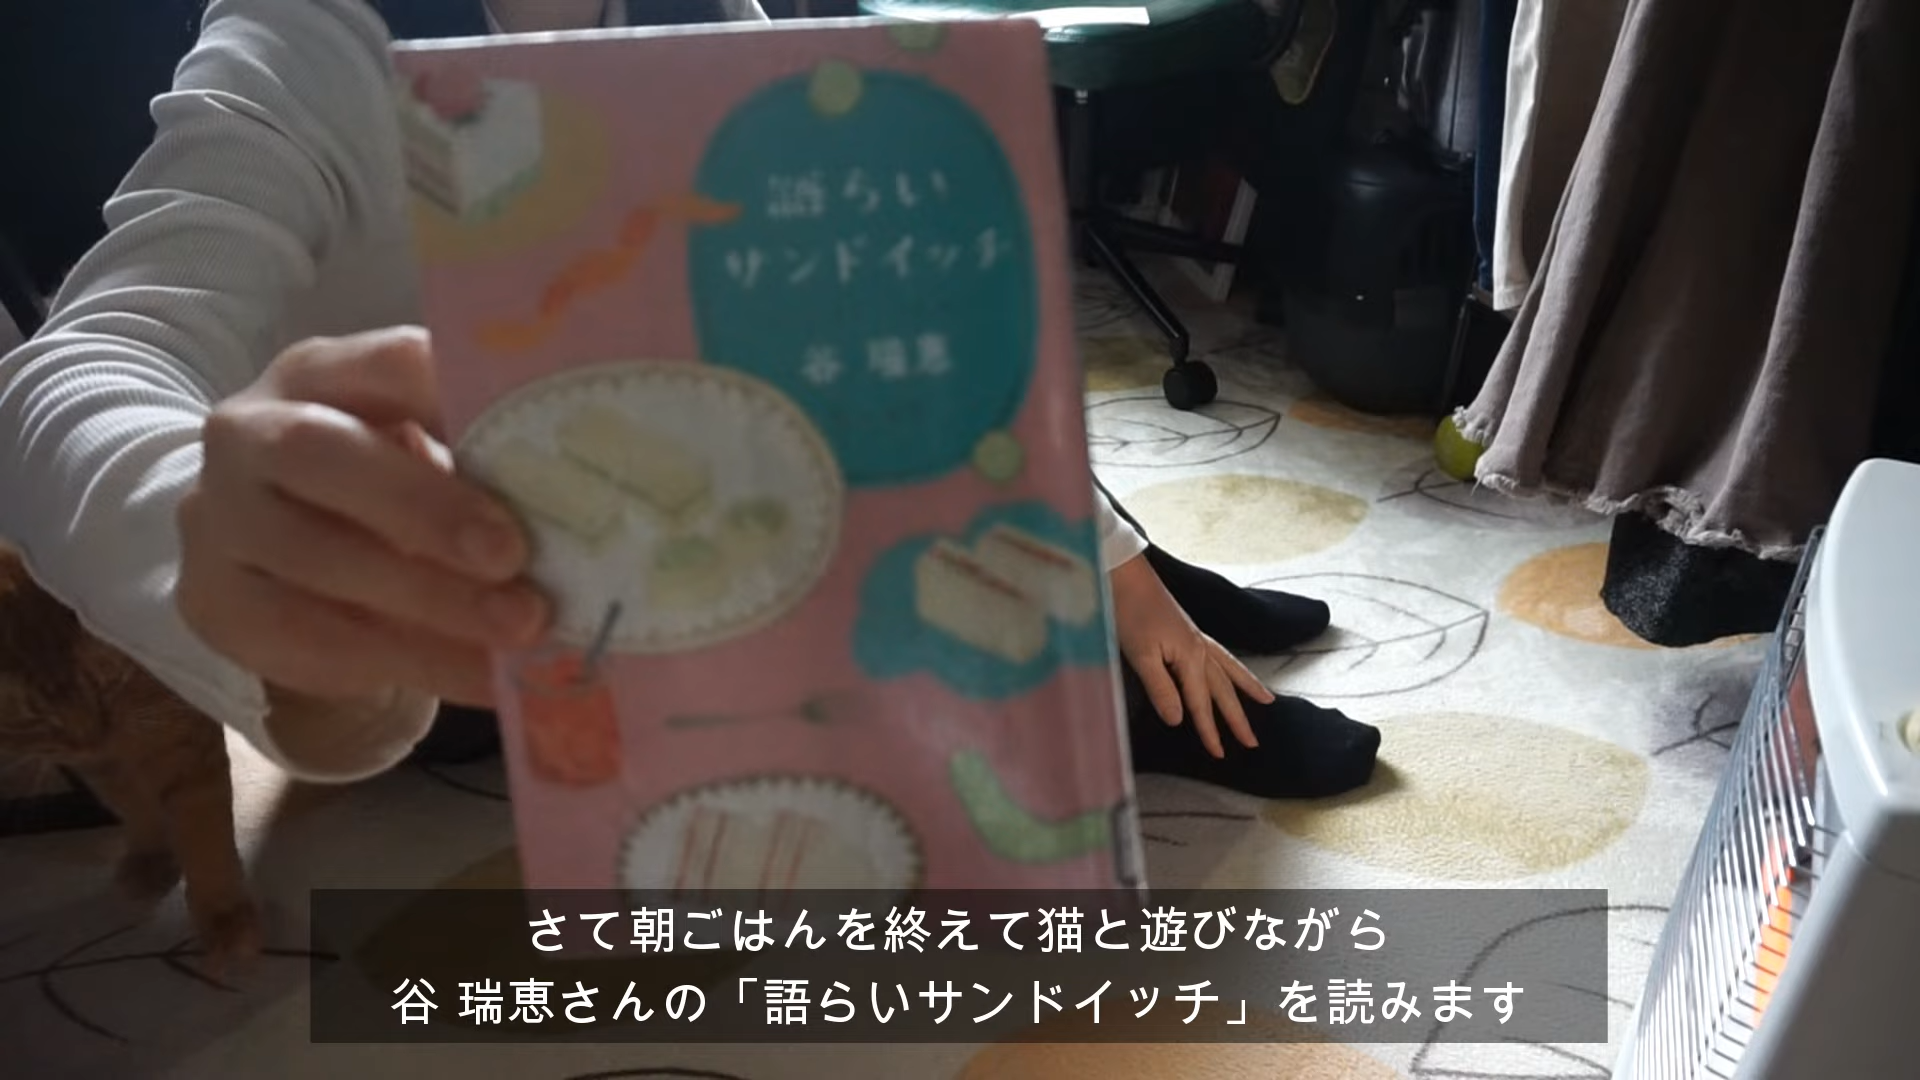 語らい
サンドイッチ
谷 瑞恵
さて朝ごはんを終えて猫と遊びながら
谷 瑞恵さんの「語らいサンドイッチ」を読みます